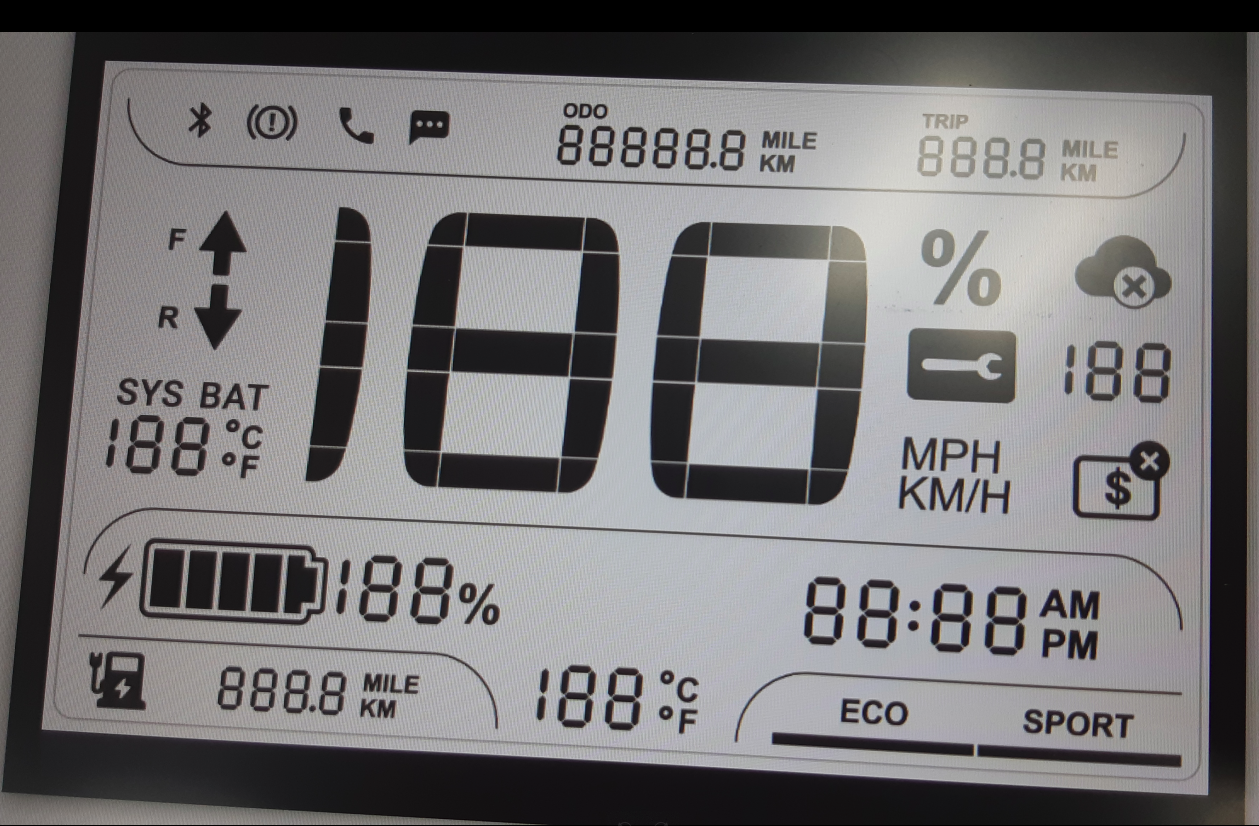 ODO
88888.8 MILE
KM
TRIP
888.8 MILE
KM
F
R
188
%
188
SYS BAT
188 °C
°F
MPH
KM/H
$
188%
88:88 AM
PM
888.8 MILE
KM
188 °C
°F
ECO SPORT